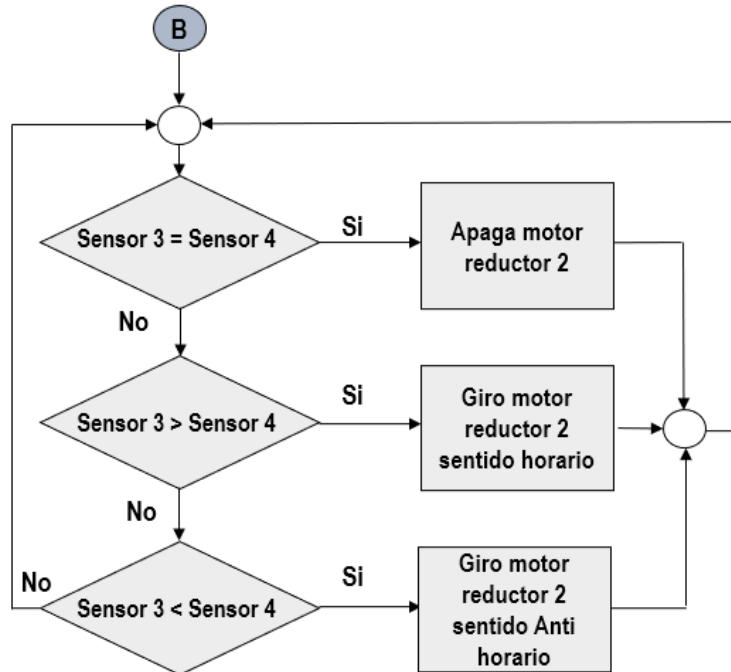 B
Sensor 3 = Sensor 4
Si
Apaga motor
reductor 2
No
Sensor 3 > Sensor 4
Si
Giro motor
reductor 2
sentido horario
No
Sensor 3 < Sensor 4
No
Si
Giro motor
reductor 2
sentido Anti
horario